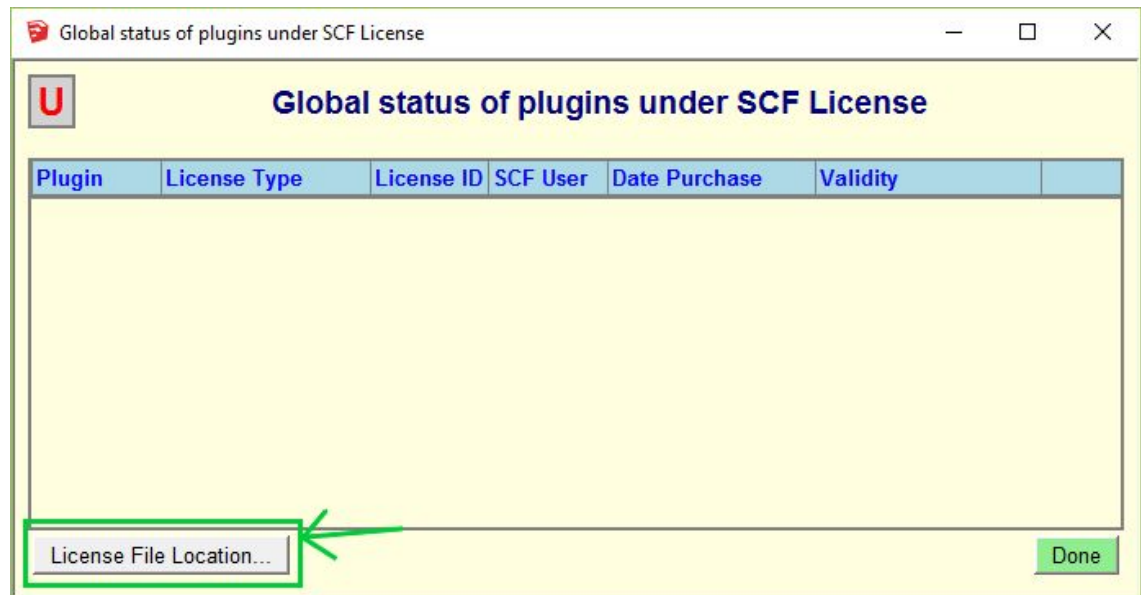 Global status of plugins under SCF License
U
Global status of plugins under SCF License
Plugin License Type License ID SCF User Date Purchase Validity
License File Location...
Done